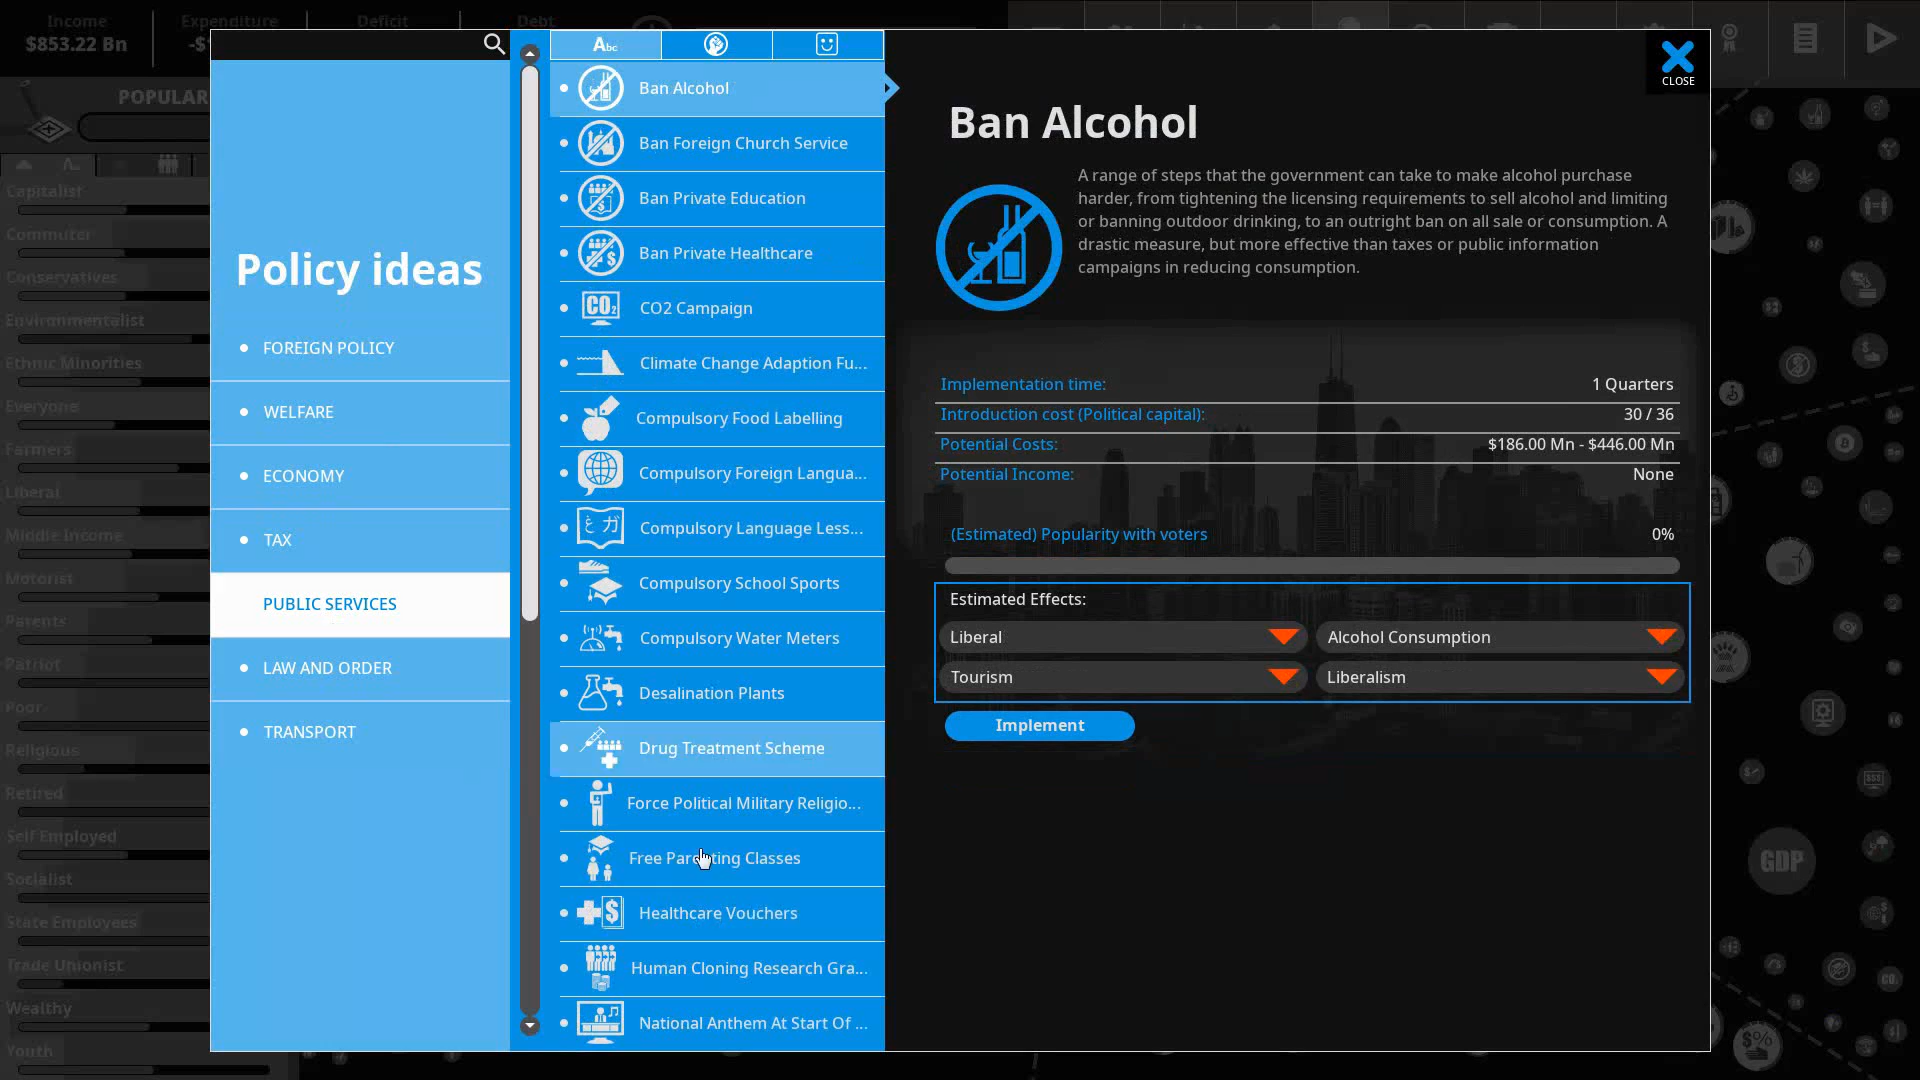 Income
$853.22 Bn
Expenditure
Deficit
Debt
POPULAR
Capitalist
Commuter
Conservatives
Environmentalist
Ethnic Minorities
Everyone
Farmers
Liberal
Middle Income
Motorist
Parents
Patriot
Poor
Religious
Retired
Self Employed
Socialist
State Employees
Trade Unionist
Wealthy
Youth
Policy ideas
FOREIGN POLICY
WELFARE
ECONOMY
TAX
PUBLIC SERVICES
LAW AND ORDER
TRANSPORT
Abc
Ban Alcohol
Ban Foreign Church Service
Ban Private Education
Ban Private Healthcare
CO2 Campaign
Climate Change Adaption Fu...
Compulsory Food Labelling
Compulsory Foreign Langua...
Compulsory Language Less...
Compulsory School Sports
Compulsory Water Meters
Desalination Plants
Drug Treatment Scheme
Force Political Military Religio...
Free Parenting Classes
Healthcare Vouchers
Human Cloning Research Gra...
National Anthem At Start Of ...
CLOSE
Ban Alcohol
A range of steps that the government can take to make alcohol purchase
harder, from tightening the licensing requirements to sell alcohol and limiting
or banning outdoor drinking, to an outright ban on all sale or consumption. A
drastic measure, but more effective than taxes or public information
campaigns in reducing consumption.
Implementation time: 1 Quarters
Introduction cost (Political capital): 30 / 36
Potential Costs: $186.00 Mn - $446.00 Mn
Potential Income: None
(Estimated) Popularity with voters 0%
Estimated Effects:
Liberal Alcohol Consumption
Tourism Liberalism
Implement
GDP